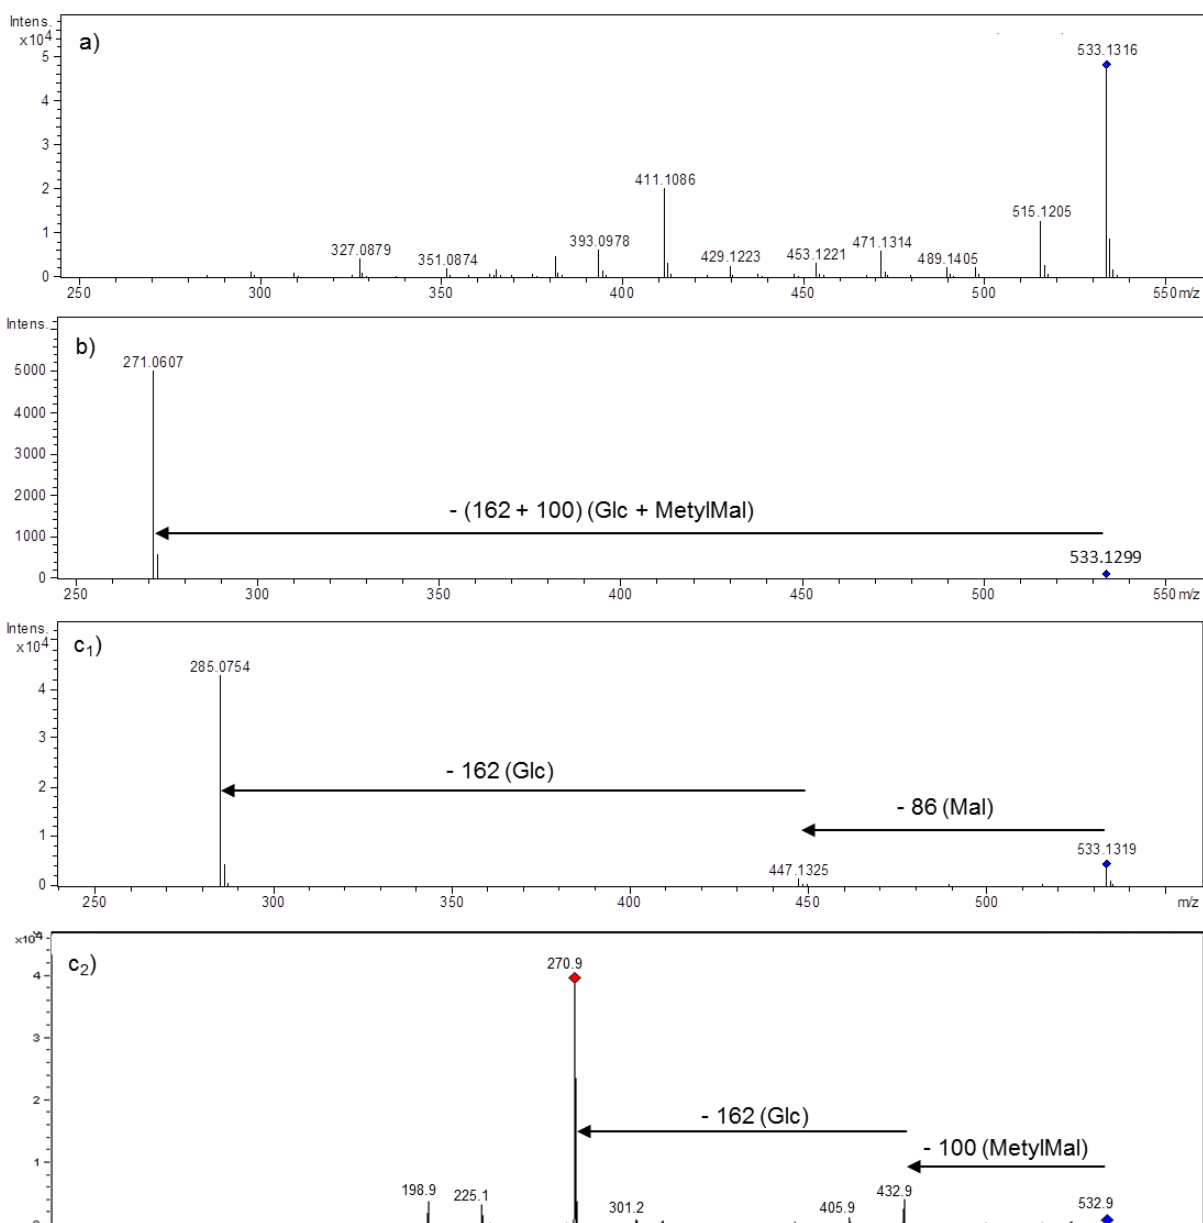 Intens.
x10⁴
a)
533.1316
5
4
3
411.1086
2
515.1205
1
393.0978
471.1314
327.0879
351.0874
429.1223
453.1221
489.1405
0
250 300 350 400 450 500 550 m/z
Intens.
b)
271.0607
5000
4000
3000
2000
- (162 + 100) (Glc + MetylMal)
1000
533.1299
0
250 300 350 400 450 500 550 m/z
Intens.
x10⁴
c₁)
285.0754
4
3
- 162 (Glc)
2
- 86 (Mal)
1
447.1325
533.1319
0
250 300 350 400 450 500 m/z
x10⁴
c₂)
270.9
4
3
2
- 162 (Glc)
- 100 (MetylMal)
1
198.9
225.1
301.2
405.9
432.9
532.9
0